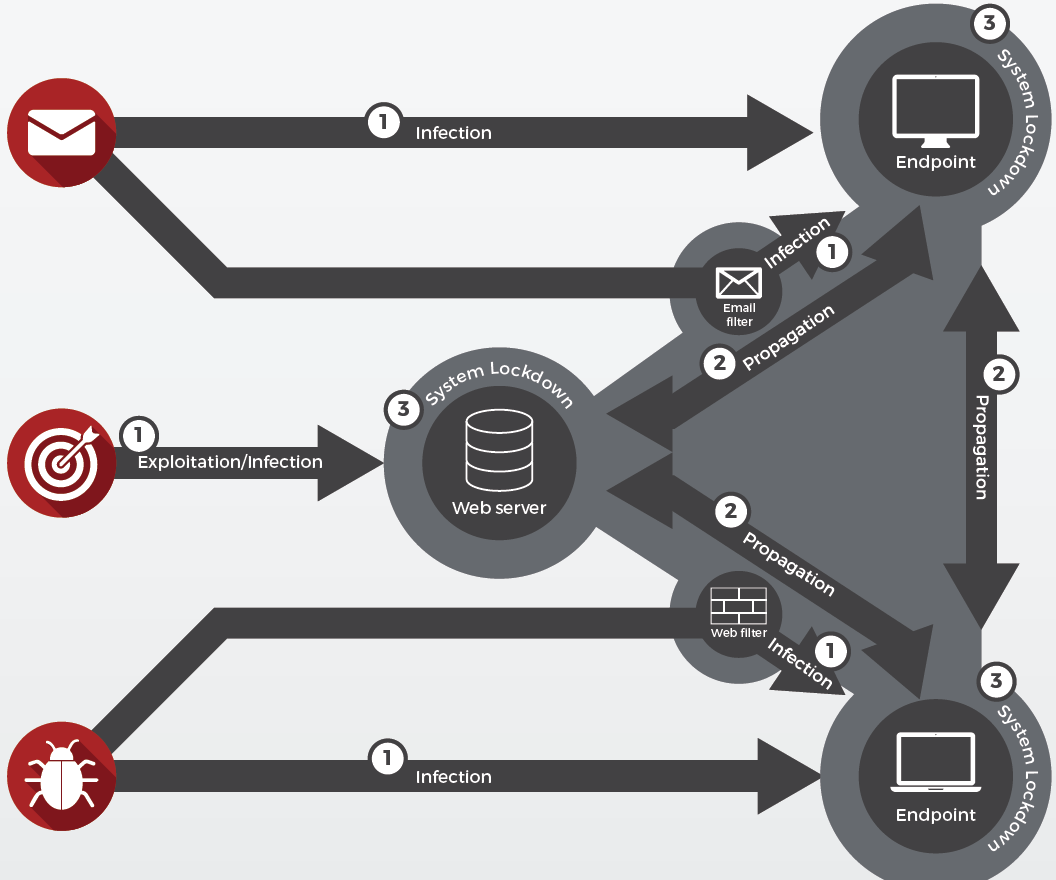 3
System Lockdown
Endpoint
1
Infection
Infection
1
Email
filter
2
Propagation
2
Propagation
3
System Lockdown
Web server
1
Exploitation/Infection
2
Propagation
Web filter
Infection
1
3
System Lockdown
Endpoint
1
Infection